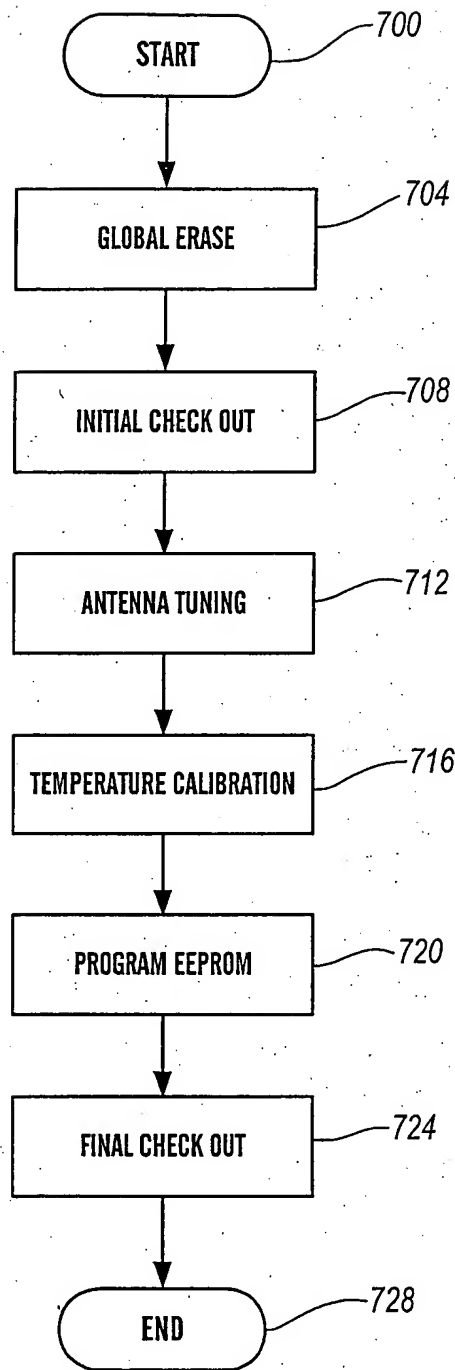 START
700
GLOBAL ERASE
704
INITIAL CHECK OUT
708
ANTENNA TUNING
712
TEMPERATURE CALIBRATION
716
PROGRAM EEPROM
720
FINAL CHECK OUT
724
END
728